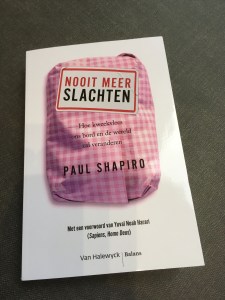 NOOIT MEER
SLACHTEN
Hoe kweekvlees
ons bord en de wereld
zal veranderen
PAUL SHAPIRO
Met een voorwoord van Yuval Noah Harari
(Sapiens, Homo Deus)
Van Halewyck | Balans